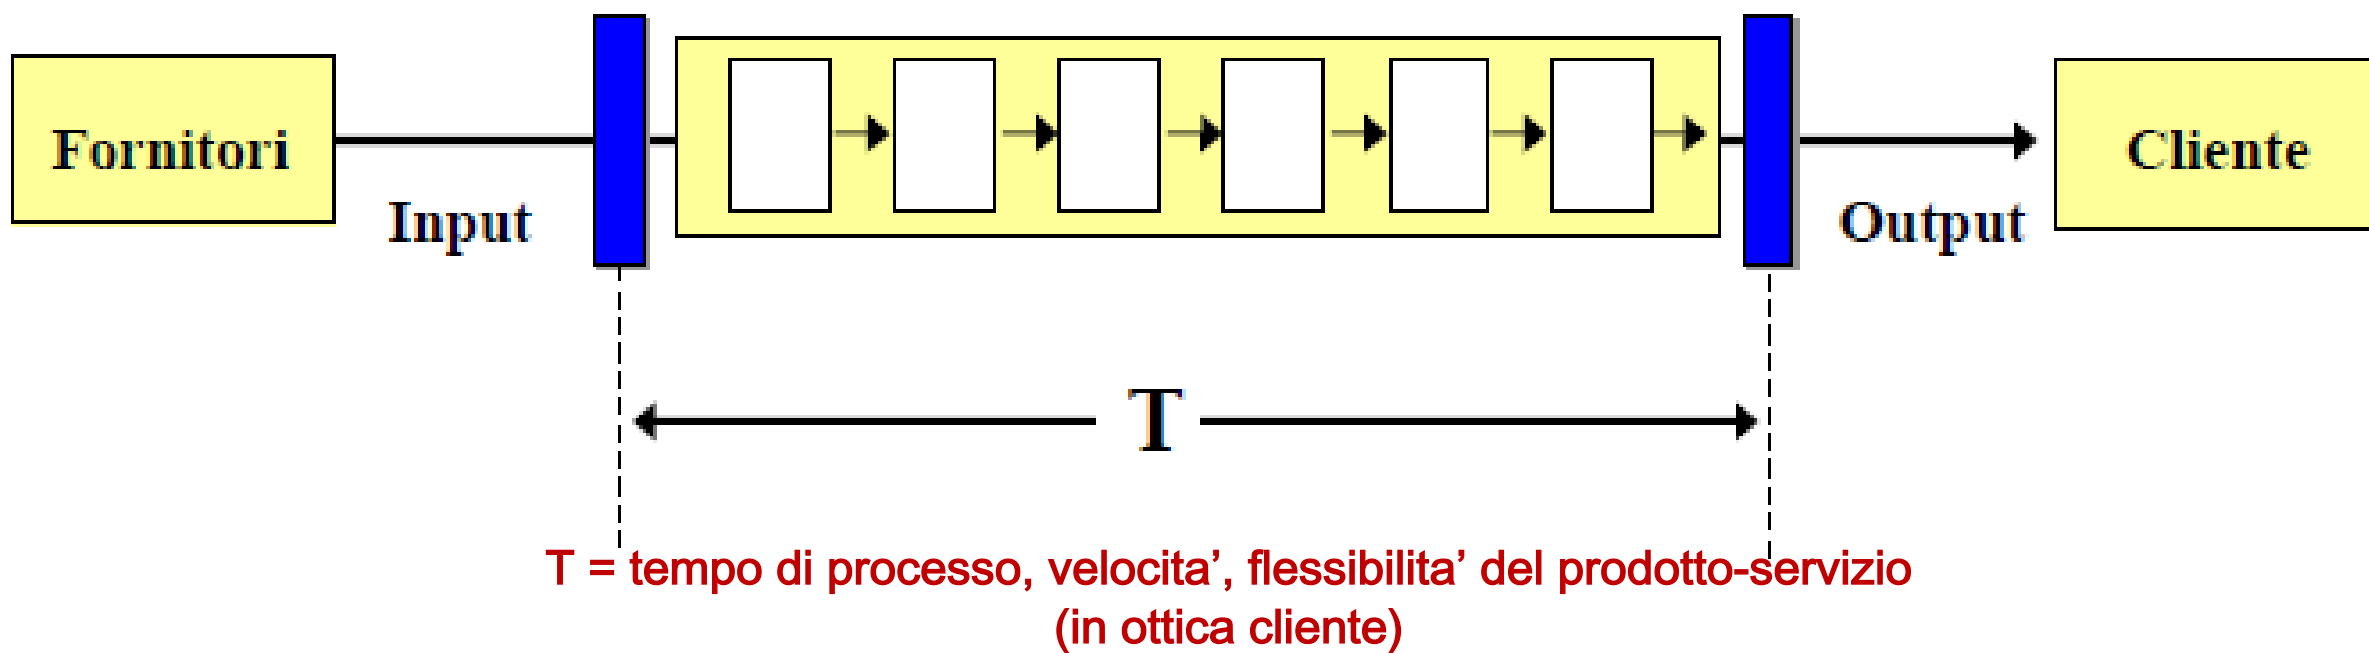 Fornitori
Input
Output
Cliente
T
T = tempo di processo, velocita’, flessibilita’ del prodotto-servizio
(in ottica cliente)